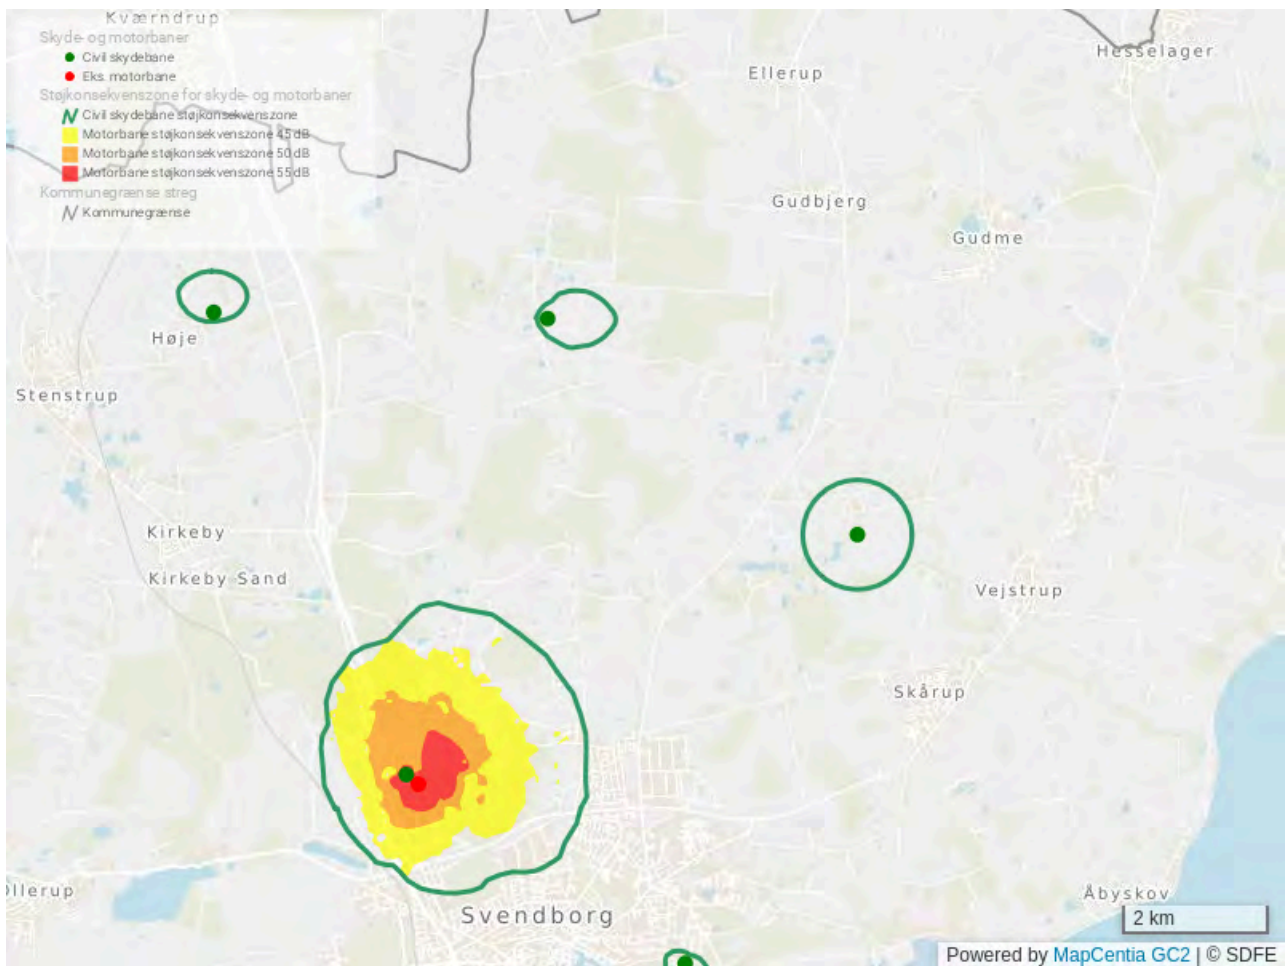 Kværndrup
Skyde- og motorbaner
Civil skydebane
Eks. motorbane
Støjkonsekvenszone for skyde- og motorbaner
Civil skydebane støjkonsekvenszone
Motorbane støjkonsekvenszone 45 dB
Motorbane støjkonsekvenszone 50 dB
Motorbane støjkonsekvenszone 55 dB
Kommunegrænse streg
Kommunegrænse
Hesselager
Ellerup
Gudbjerg
Gudme
Høje
Stenstrup
Kirkeby
Kirkeby Sand
Vejstrup
Skårup
Ollerup
Åbyskov
Svendborg
2 km
Powered by MapCentia GC2 | © SDFE